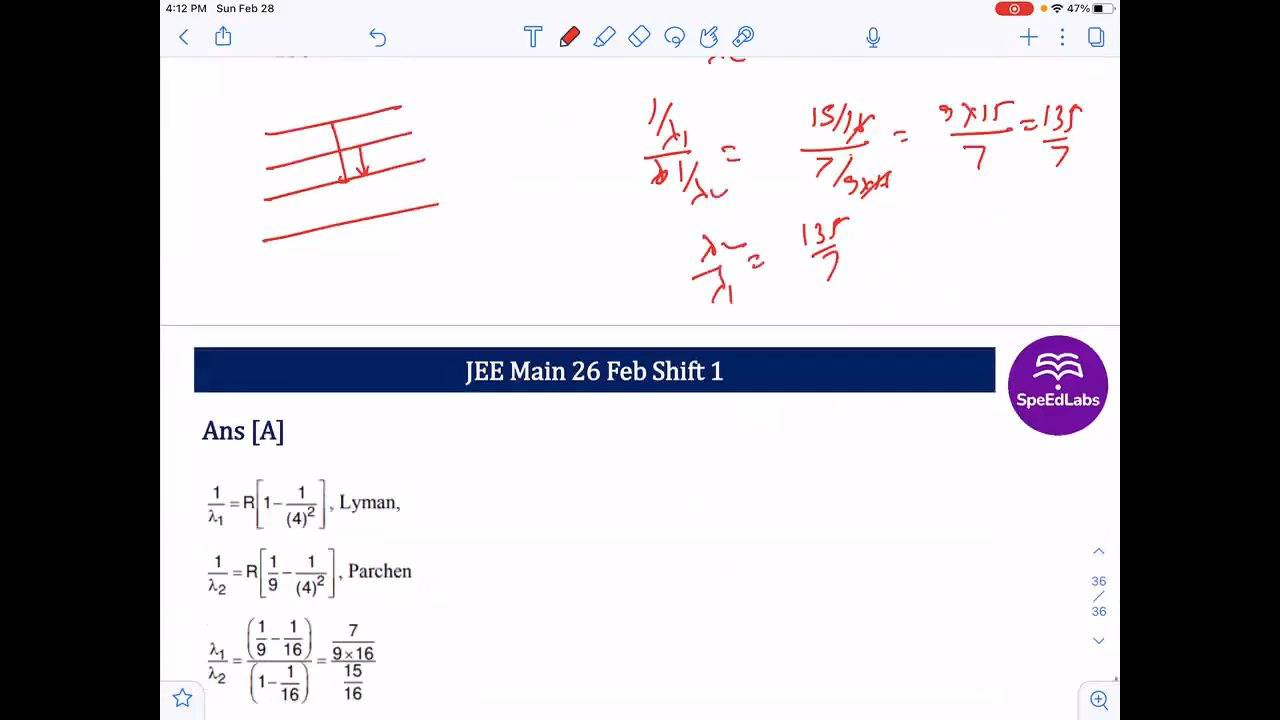 4:12 PM Sun Feb 28
47%
T
1/λ1 / 1/λ2 = 15/16 / 7/9×16 = 9×15/7 = 135/7
λ2/λ1 = 135/7
JEE Main 26 Feb Shift 1
SpeEdLabs
Ans [A]
1/λ1 = R[1 − 1/(4)²], Lyman,
1/λ2 = R[1/9 − 1/(4)²], Parchen
36
/
36
λ1/λ2 = (1/9 − 1/16)/(1 − 1/16) = 7/9×16 / 15/16